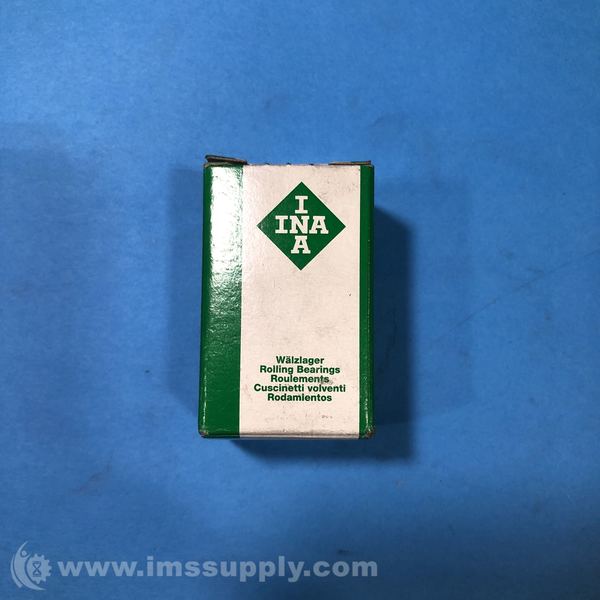 I
INA
A
Wälzlager
Rolling Bearings
Roulements
Cuscinetti volventi
Rodamientos
www.imssupply.com